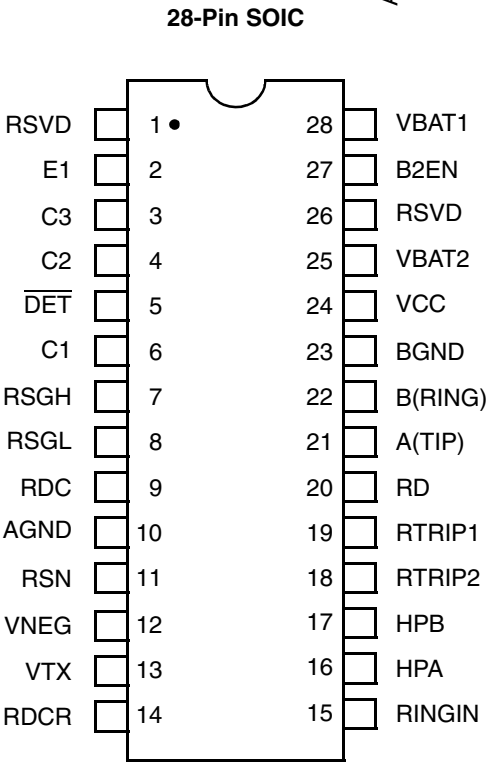 28-Pin SOIC
RSVD 1 28 VBAT1
E1 2 27 B2EN
C3 3 26 RSVD
C2 4 25 VBAT2
DET 5 24 VCC
C1 6 23 BGND
RSGH 7 22 B(RING)
RSGL 8 21 A(TIP)
RDC 9 20 RD
AGND 10 19 RTRIP1
RSN 11 18 RTRIP2
VNEG 12 17 HPB
VTX 13 16 HPA
RDCR 14 15 RINGIN